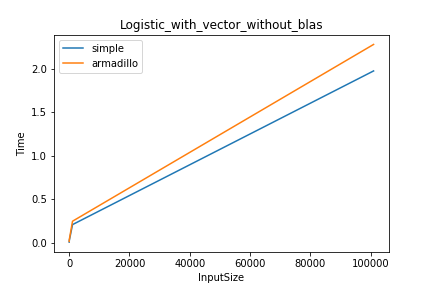 Logistic_with_vector_without_blas
simple
armadillo
2.0
1.5
1.0
0.5
0.0
Time
0 20000 40000 60000 80000 100000
InputSize